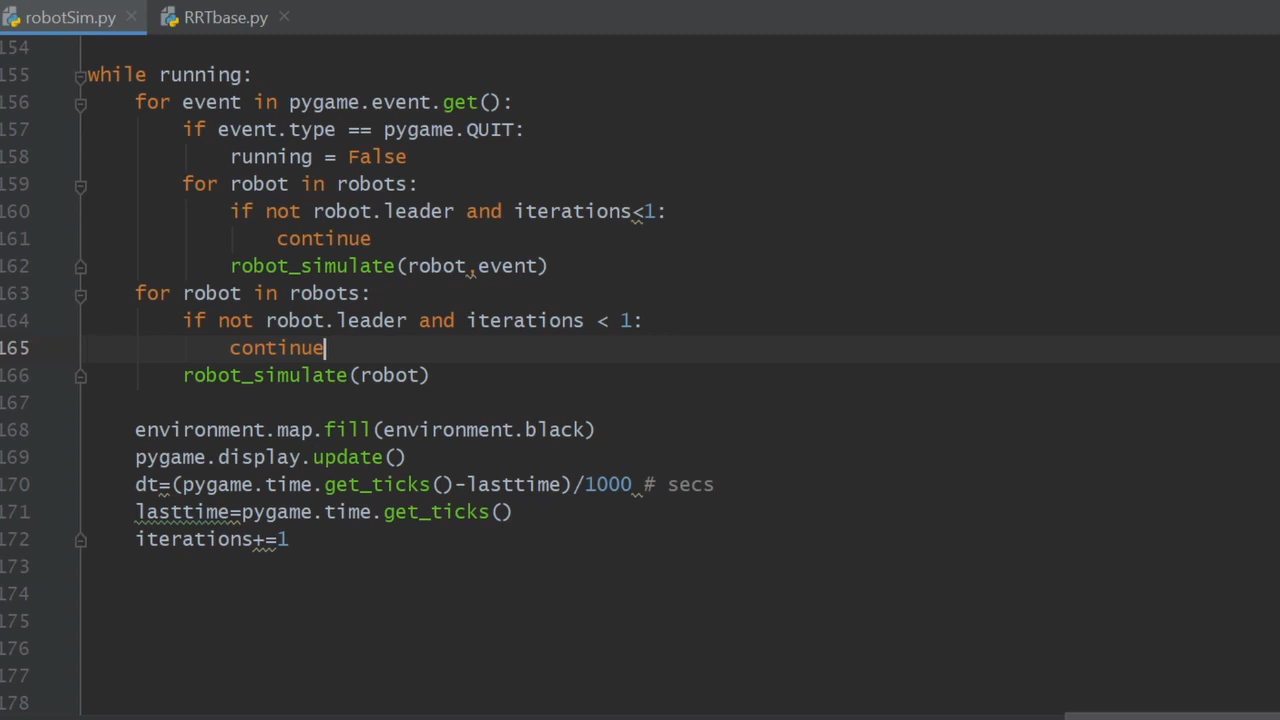 robotSim.py RRTbase.py
154
155 while running:
156     for event in pygame.event.get():
157         if event.type == pygame.QUIT:
158             running = False
159         for robot in robots:
160             if not robot.leader and iterations<1:
161                 continue
162             robot_simulate(robot,event)
163     for robot in robots:
164         if not robot.leader and iterations < 1:
165             continue
166         robot_simulate(robot)
167
168     environment.map.fill(environment.black)
169     pygame.display.update()
170     dt=(pygame.time.get_ticks()-lasttime)/1000 # secs
171     lasttime=pygame.time.get_ticks()
172     iterations+=1
173
174
175
176
177
178